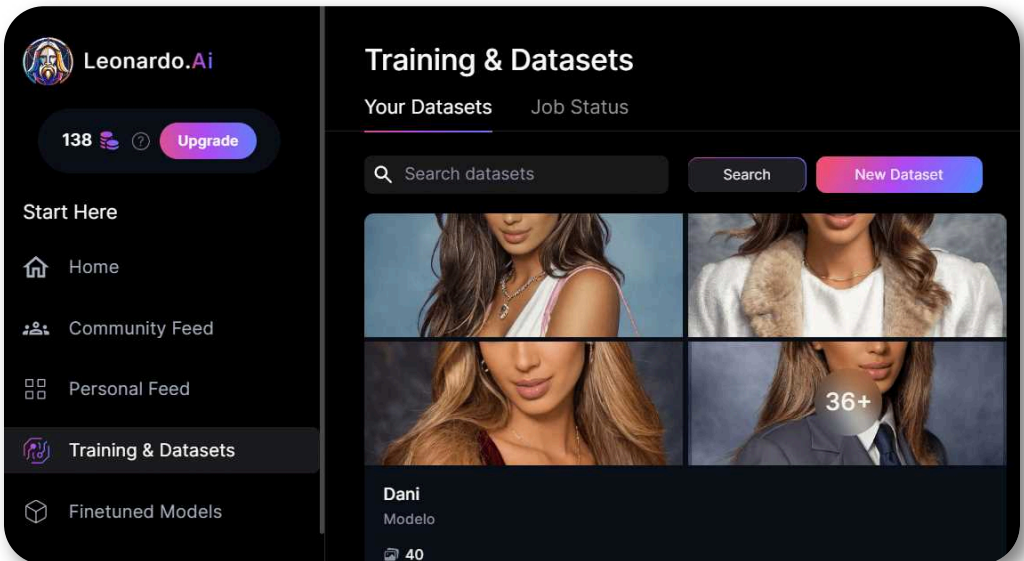 Leonardo.Ai
138
?
Upgrade
Start Here
Home
Community Feed
Personal Feed
Training & Datasets
Finetuned Models
Training & Datasets
Your Datasets Job Status
Search datasets
Search
New Dataset
36+
Dani
Modelo
40